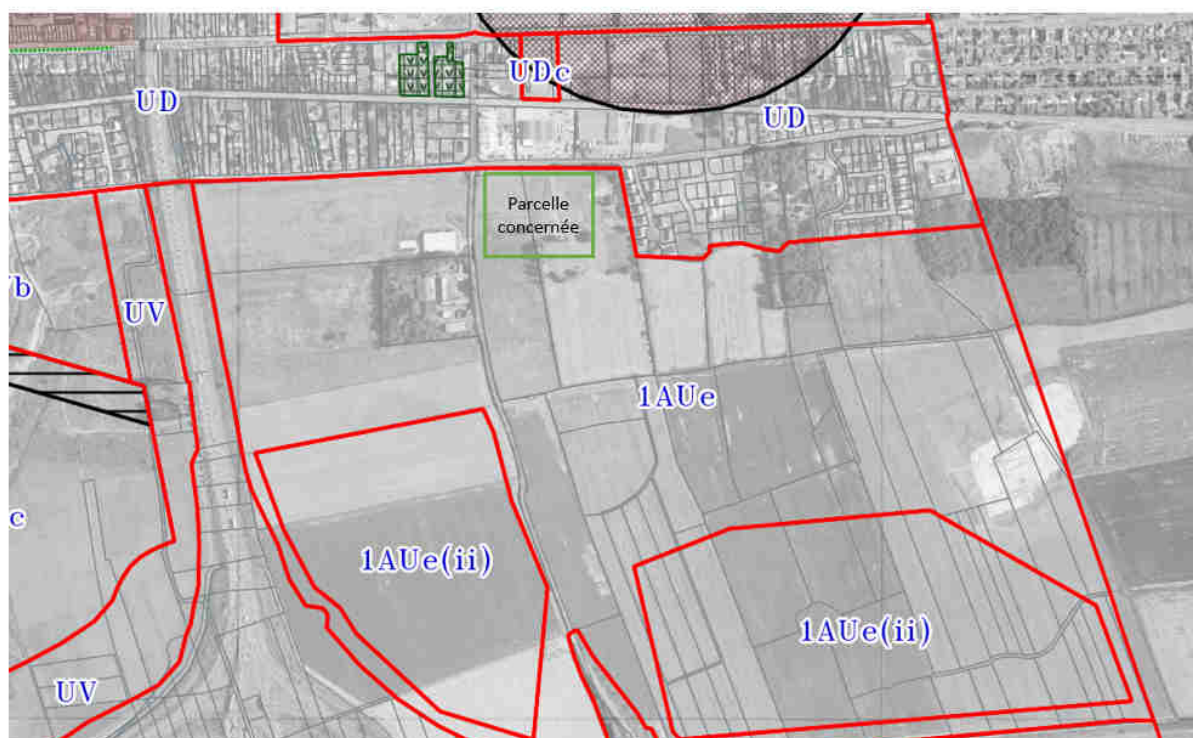 UDc
UD
UD
Parcelle
concernée
/b
UV
1AUe
c
1AUe(ii)
1AUe(ii)
UV